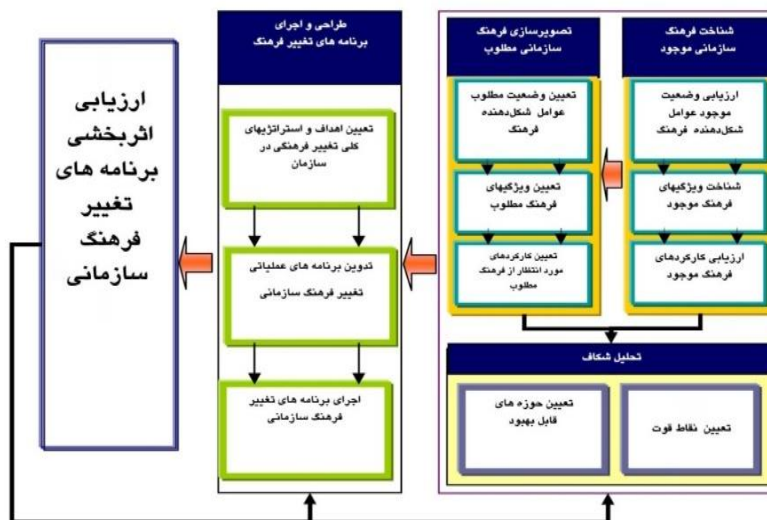 شناخت فرهنگ
سازمانی موجود
ارزیابی وضعیت
موجود عوامل
شکل‌دهنده فرهنگ
شناخت ویژگیهای
فرهنگ موجود
ارزیابی کارکردهای
فرهنگ موجود
تصویرسازی فرهنگ
سازمانی مطلوب
تعیین وضعیت مطلوب
عوامل شکل‌دهنده
فرهنگ
تعیین ویژگیهای
فرهنگ مطلوب
تعیین کارکردهای
مورد انتظار از فرهنگ
مطلوب
تحلیل شکاف
تعیین نقاط قوت
تعیین حوزه های
قابل بهبود
طراحی و اجرای
برنامه های تغییر فرهنگ
تعیین اهداف و استراتژیهای
کلی تغییر فرهنگی در
سازمان
تدوین برنامه های عملیاتی
تغییر فرهنگ سازمانی
اجرای برنامه های تغییر
فرهنگ سازمانی
ارزیابی
اثربخشی
برنامه های
تغییر
فرهنگ
سازمانی